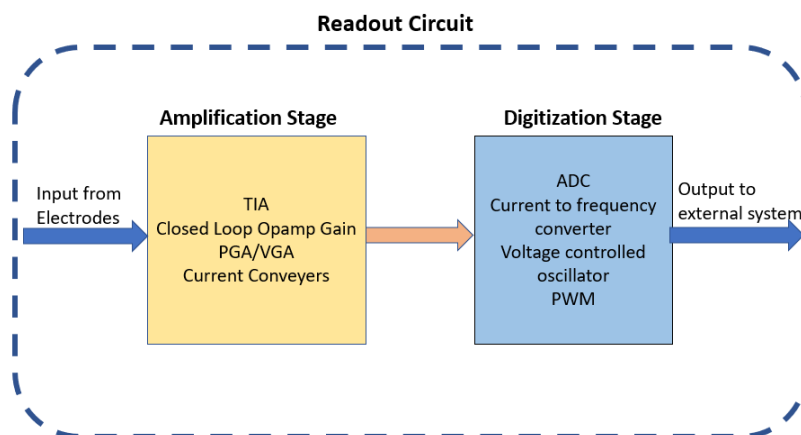 Readout Circuit
Amplification Stage
Digitization Stage
Input from
Electrodes
TIA
Closed Loop Opamp Gain
PGA/VGA
Current Conveyers
ADC
Current to frequency
converter
Voltage controlled
oscillator
PWM
Output to
external system